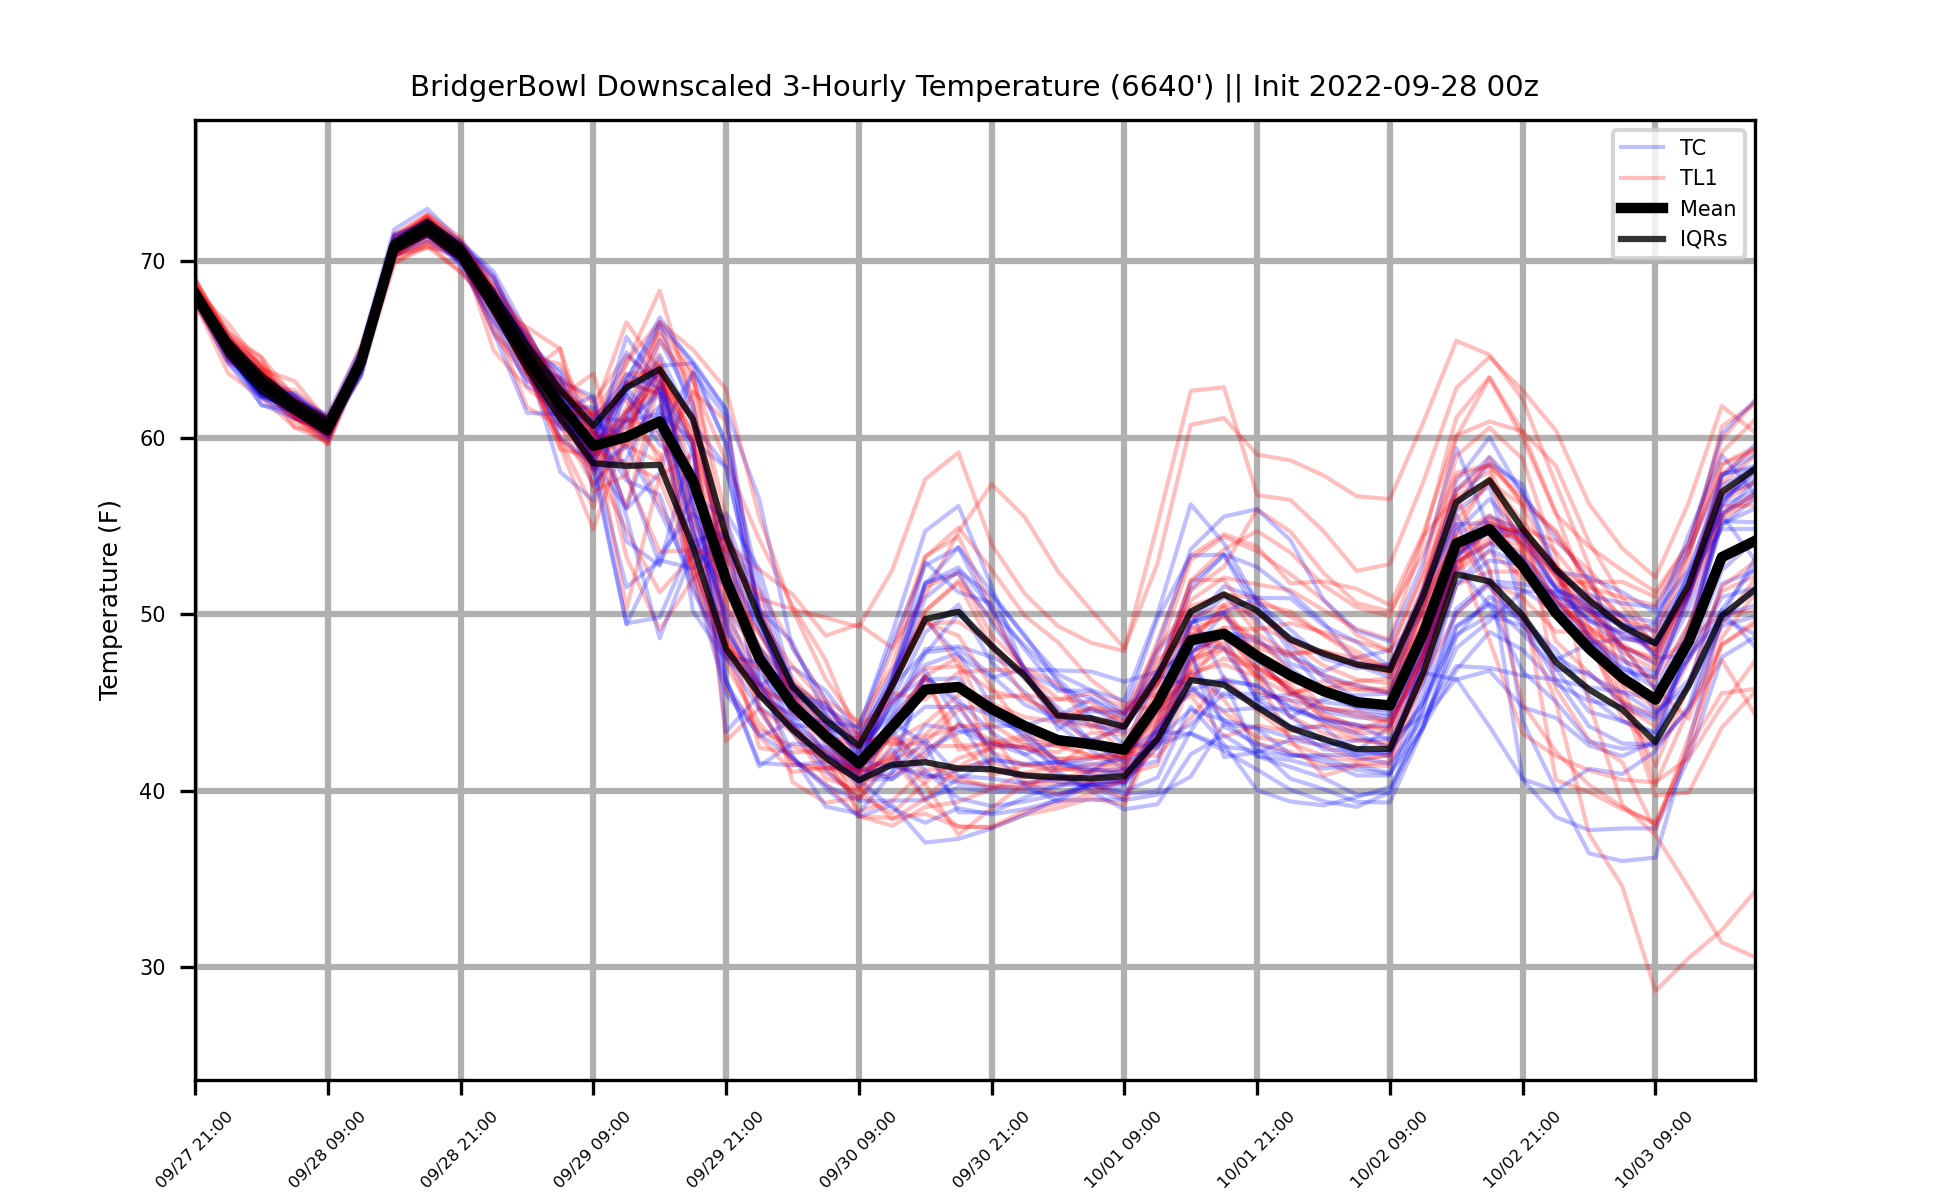 BridgerBowl Downscaled 3-Hourly Temperature (6640') || Init 2022-09-28 00z
TC
TL1
Mean
IQRs
Temperature (F)
70
60
50
40
30
09/27 21:00
09/28 09:00
09/28 21:00
09/29 09:00
09/29 21:00
09/30 09:00
09/30 21:00
10/01 09:00
10/01 21:00
10/02 09:00
10/02 21:00
10/03 09:00